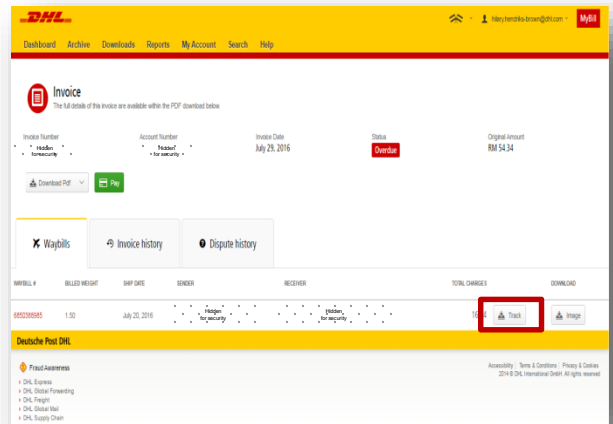 DHL
hilary.hendriks-brown@dhl.com
MyBill
Dashboard Archive Downloads Reports My Account Search Help
Invoice
The full details of this invoice are available within the PDF download below.
Invoice Number Account Number Invoice Date Status Original Amount
Hidden for security Hidden for security July 29, 2016 Overdue RM 54.34
Download Pdf Pay
Waybills Invoice history Dispute history
WAYBILL # BILLED WEIGHT SHIP DATE SENDER RECEIVER TOTAL CHARGES DOWNLOAD
1.50 July 20, 2016 Hidden for security Hidden for security Track Image
Deutsche Post DHL
Fraud Awareness Accessibility | Terms & Conditions | Privacy & Cookies
2014 © DHL International GmbH. All rights reserved
DHL Express
DHL Global Forwarding
DHL Freight
DHL Global Mail
DHL Supply Chain